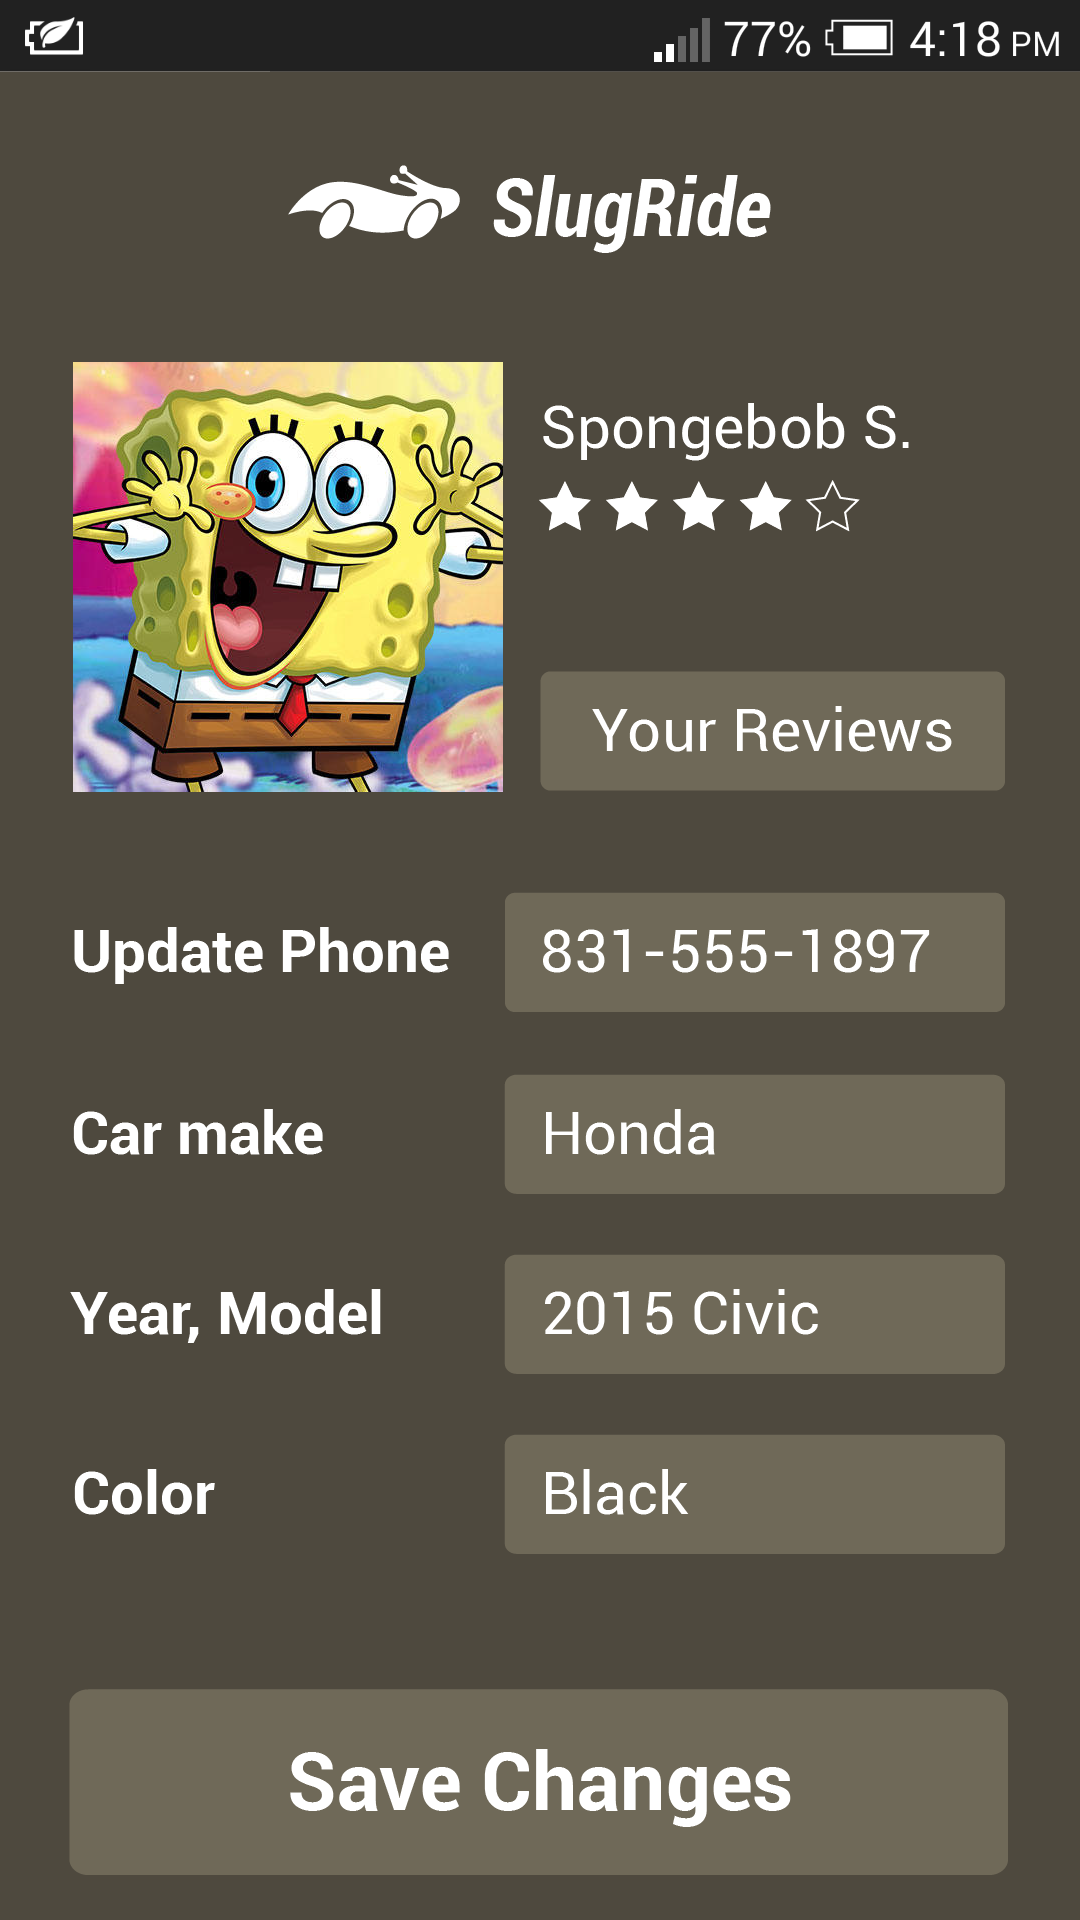 77% 4:18 PM
SlugRide
Spongebob S.
Your Reviews
Update Phone 831-555-1897
Car make Honda
Year, Model 2015 Civic
Color Black
Save Changes